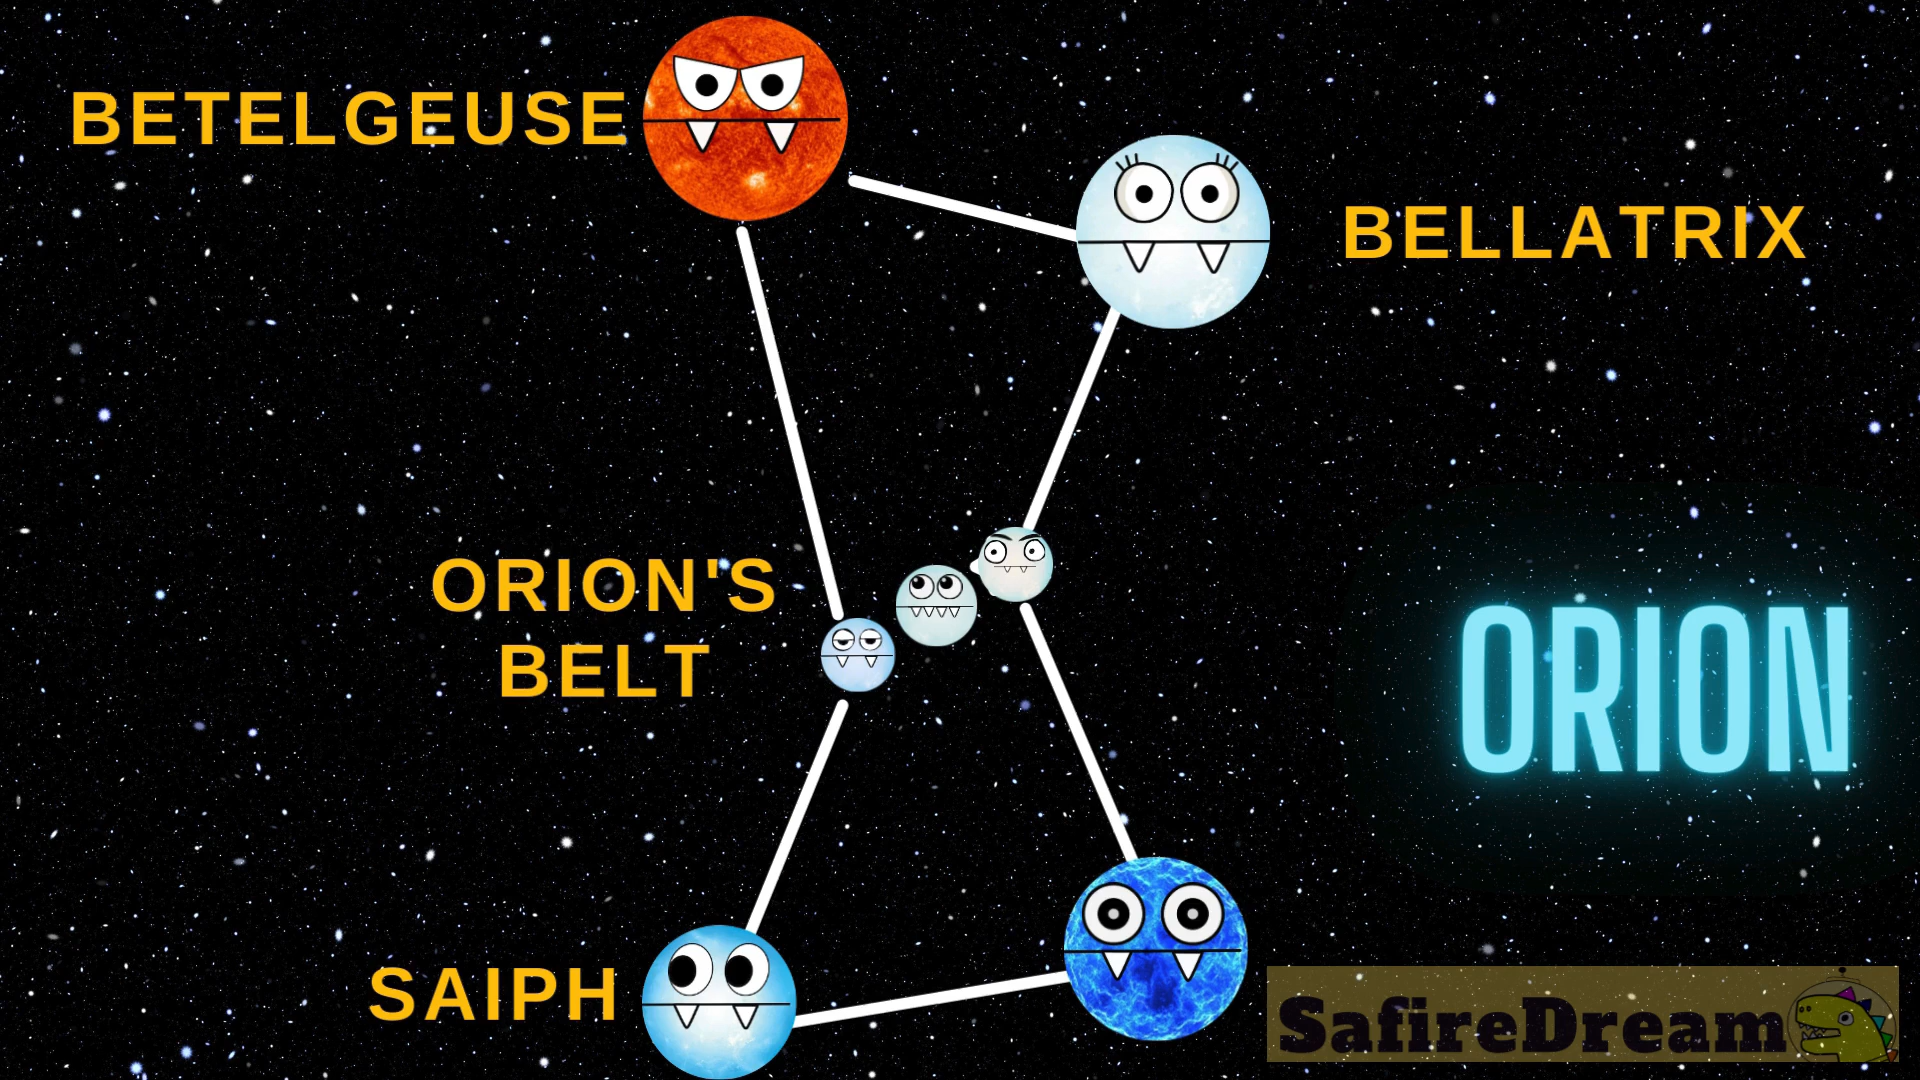 BETELGEUSE
BELLATRIX
ORION'S
BELT
ORION
SAIPH
SafireDream